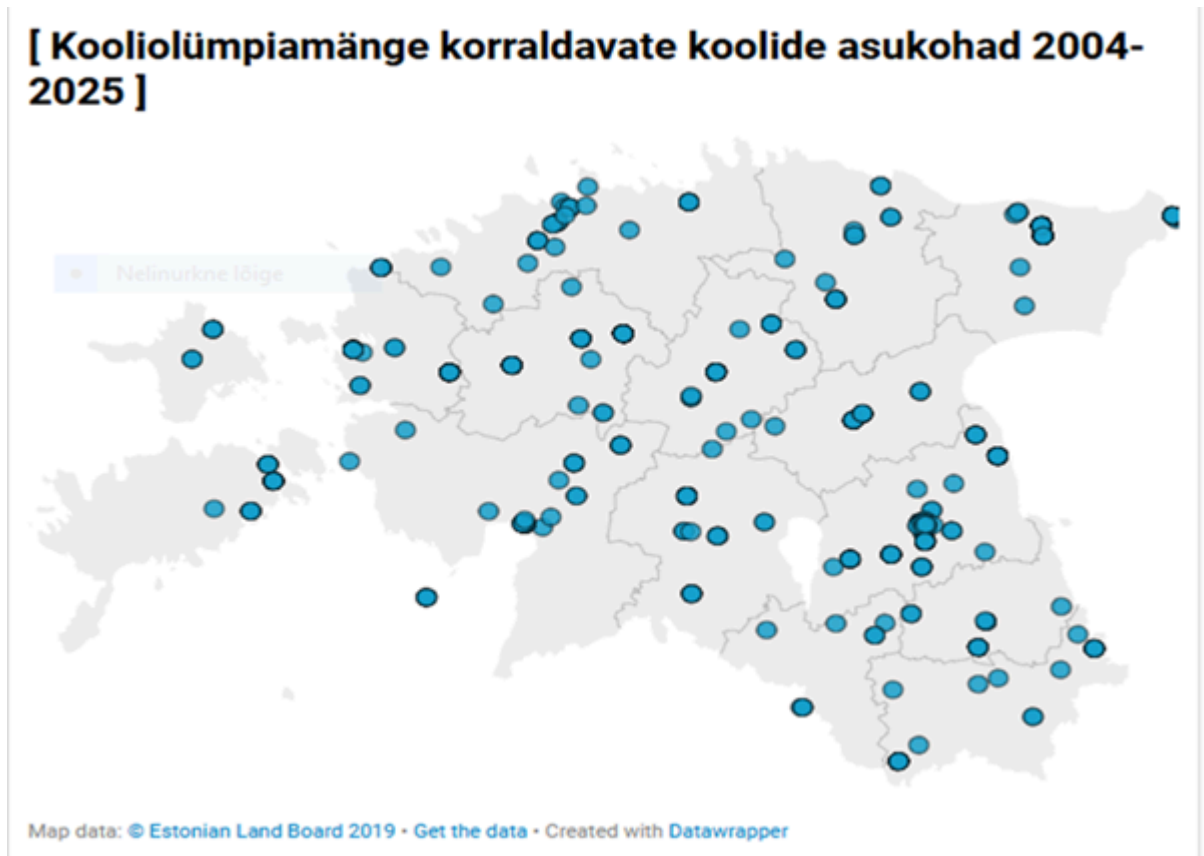 [ Kooliolümpiamänge korraldavate koolide asukohad 2004-
2025 ]
Nelinurkne lõige
Map data: © Estonian Land Board 2019 • Get the data • Created with Datawrapper